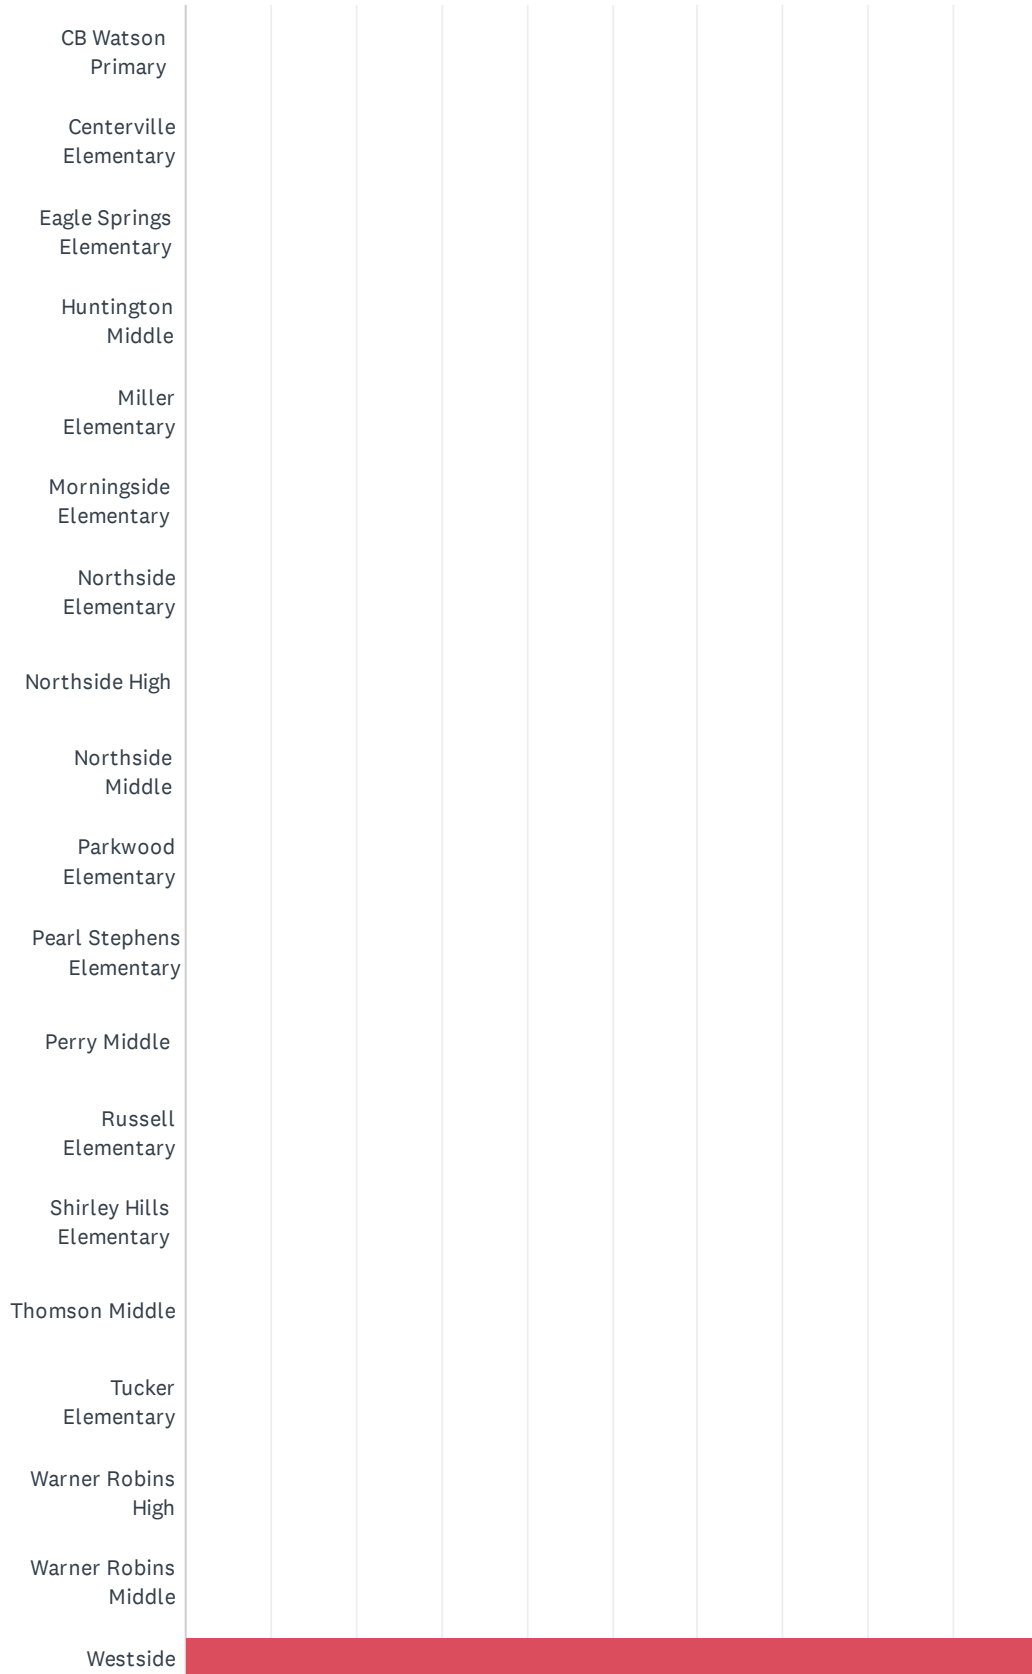 CB Watson
Primary
Centerville
Elementary
Eagle Springs
Elementary
Huntington
Middle
Miller
Elementary
Morningside
Elementary
Northside
Elementary
Northside High
Northside
Middle
Parkwood
Elementary
Pearl Stephens
Elementary
Perry Middle
Russell
Elementary
Shirley Hills
Elementary
Thomson Middle
Tucker
Elementary
Warner Robins
High
Warner Robins
Middle
Westside